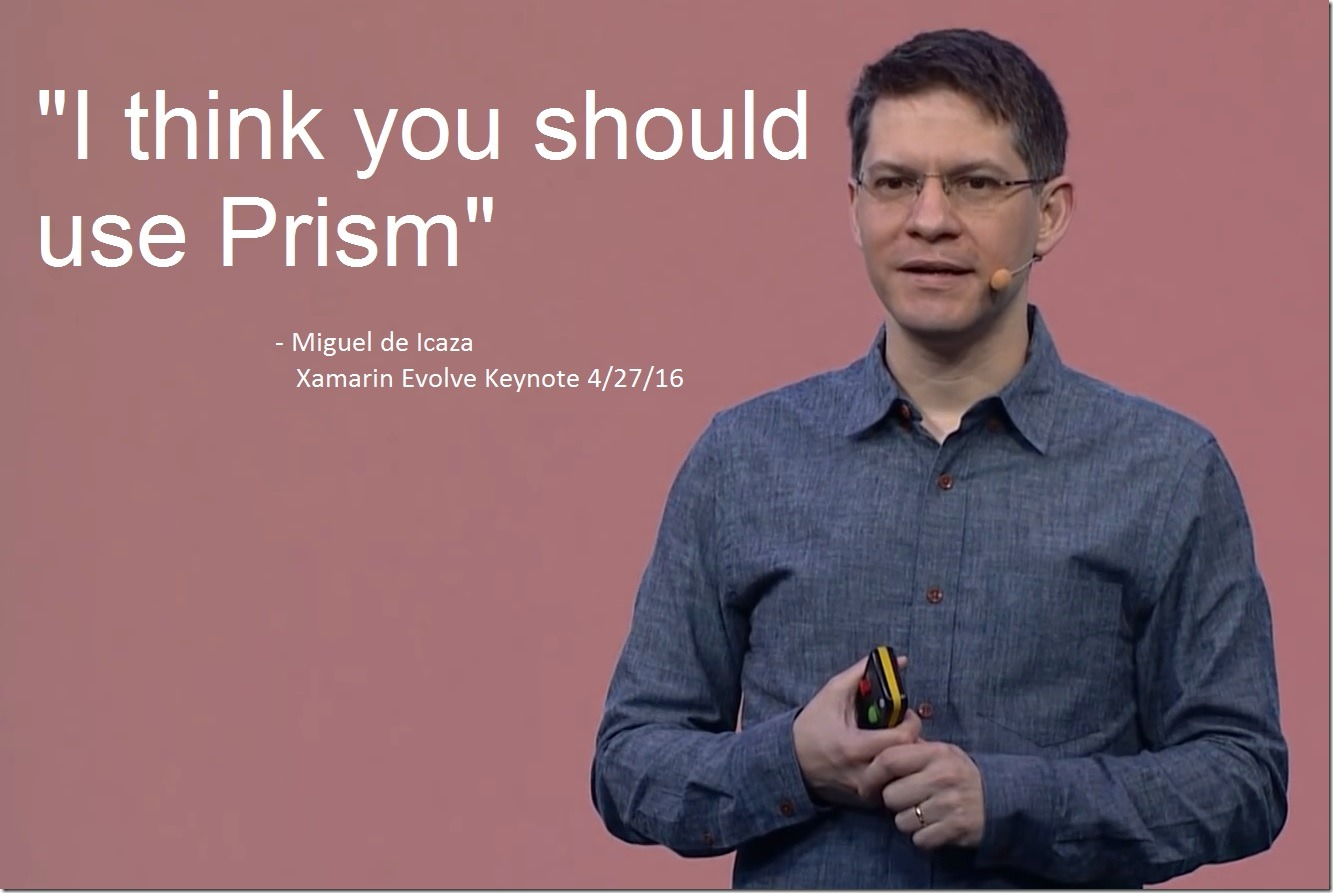 "I think you should
use Prism"
- Miguel de Icaza
Xamarin Evolve Keynote 4/27/16